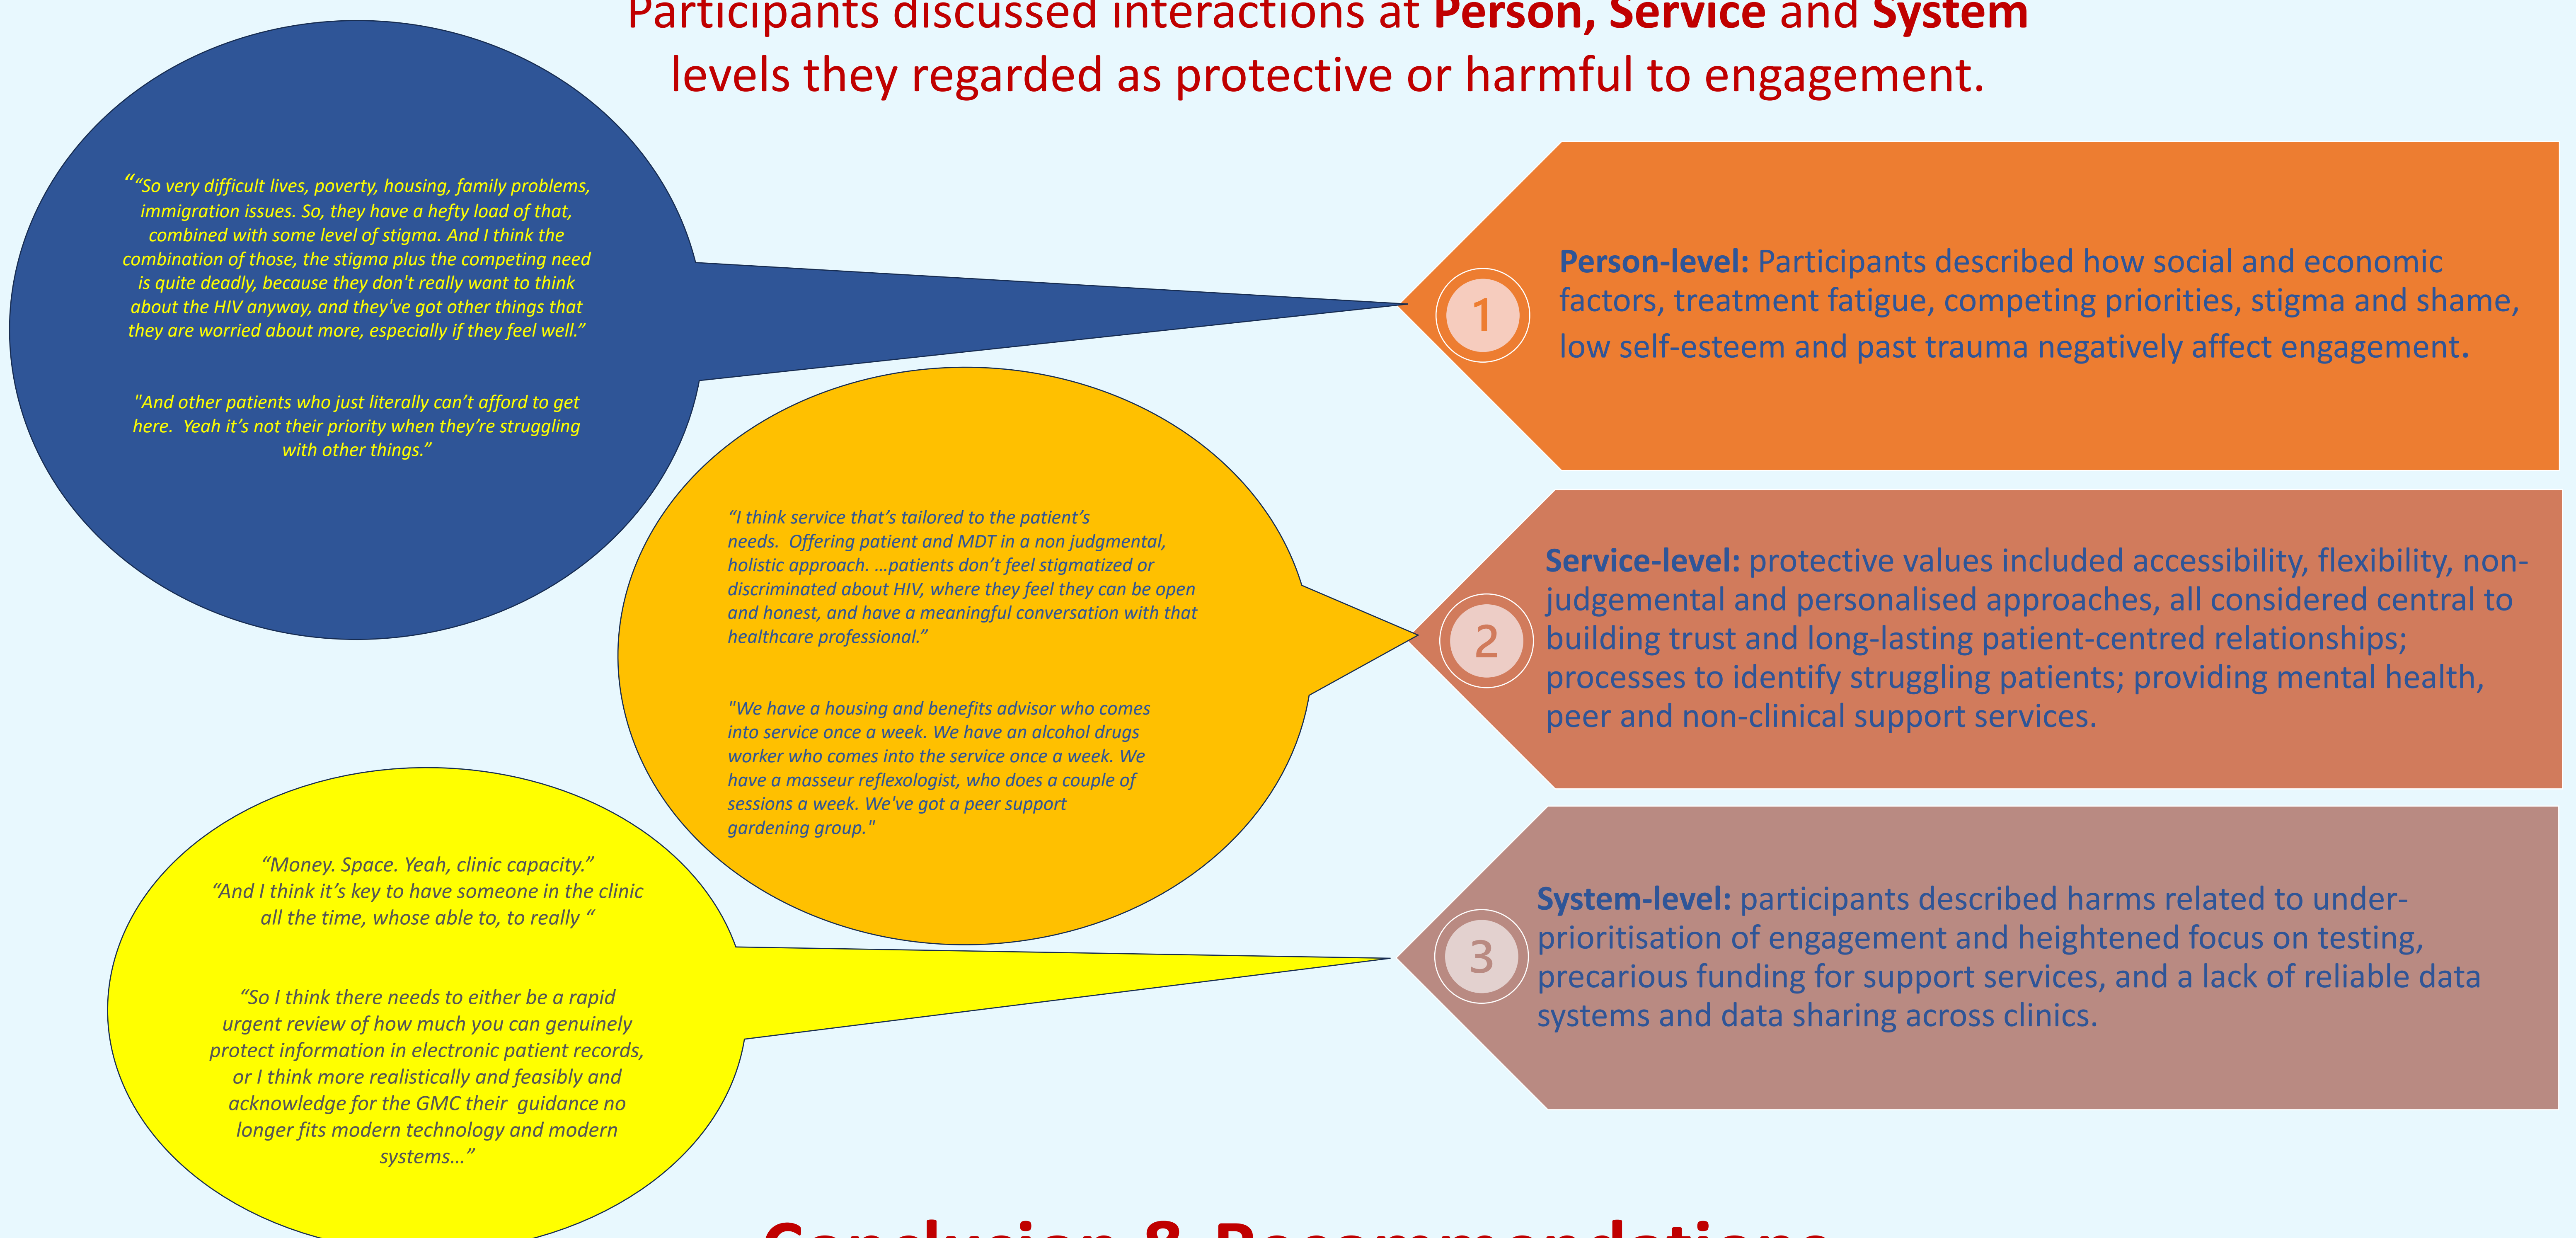 Participants discussed interactions at Person, Service and System
levels they regarded as protective or harmful to engagement.
““So very difficult lives, poverty, housing, family problems,
immigration issues. So, they have a hefty load of that,
combined with some level of stigma. And I think the
combination of those, the stigma plus the competing need
is quite deadly, because they don't really want to think
about the HIV anyway, and they've got other things that
they are worried about more, especially if they feel well.”
"And other patients who just literally can’t afford to get
here.  Yeah it’s not their priority when they’re struggling
with other things.”
1
Person-level: Participants described how social and economic
factors, treatment fatigue, competing priorities, stigma and shame,
low self-esteem and past trauma negatively affect engagement.
“I think service that’s tailored to the patient’s
needs.  Offering patient and MDT in a non judgmental,
holistic approach. …patients don’t feel stigmatized or
discriminated about HIV, where they feel they can be open
and honest, and have a meaningful conversation with that
healthcare professional.”
"We have a housing and benefits advisor who comes
into service once a week. We have an alcohol drugs
worker who comes into the service once a week. We
have a masseur reflexologist, who does a couple of
sessions a week. We've got a peer support
gardening group."
2
Service-level: protective values included accessibility, flexibility, non-
judgemental and personalised approaches, all considered central to
building trust and long-lasting patient-centred relationships;
processes to identify struggling patients; providing mental health,
peer and non-clinical support services.
“Money. Space. Yeah, clinic capacity.”
“And I think it’s key to have someone in the clinic
all the time, whose able to, to really “
“So I think there needs to either be a rapid
urgent review of how much you can genuinely
protect information in electronic patient records,
or I think more realistically and feasibly and
acknowledge for the GMC their  guidance no
longer fits modern technology and modern
systems…”
3
System-level: participants described harms related to under-
prioritisation of engagement and heightened focus on testing,
precarious funding for support services, and a lack of reliable data
systems and data sharing across clinics.
Conclusion & Recommendations